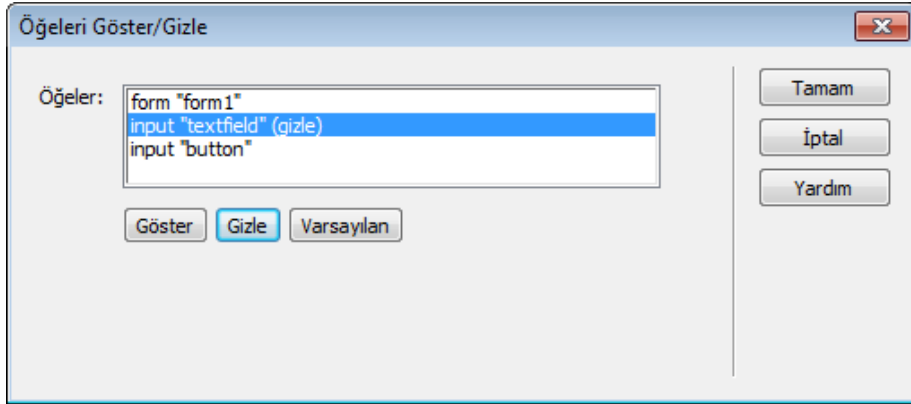 Öğeleri Göster/Gizle
Öğeler:
form "form1"
input "textfield" (gizle)
input "button"
Göster
Gizle
Varsayılan
Tamam
İptal
Yardım